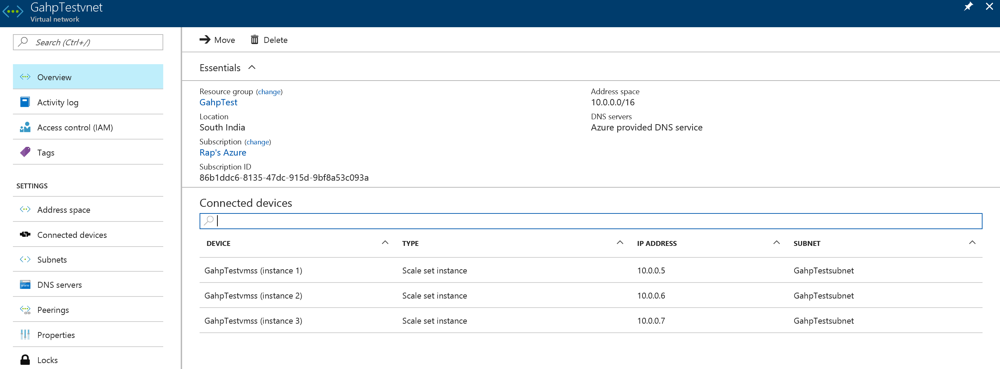 GahpTestvnet
Virtual network
Search (Ctrl+/)
Overview
Activity log
Access control (IAM)
Tags
SETTINGS
Address space
Connected devices
Subnets
DNS servers
Peerings
Properties
Locks
Move Delete
Essentials
Resource group (change)
GahpTest
Location
South India
Subscription (change)
Rap's Azure
Subscription ID
86b1ddc6-8135-47dc-915d-9bf8a53c093a
Address space
10.0.0.0/16
DNS servers
Azure provided DNS service
Connected devices
DEVICE TYPE IP ADDRESS SUBNET
GahpTestvmss (instance 1) Scale set instance 10.0.0.5 GahpTestsubnet
GahpTestvmss (instance 2) Scale set instance 10.0.0.6 GahpTestsubnet
GahpTestvmss (instance 3) Scale set instance 10.0.0.7 GahpTestsubnet